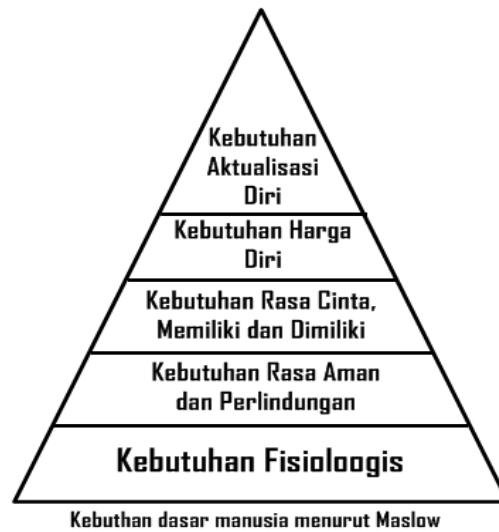 Kebutuhan
Aktualisasi
Diri
Kebutuhan Harga
Diri
Kebutuhan Rasa Cinta,
Memiliki dan Dimiliki
Kebutuhan Rasa Aman
dan Perlindungan
Kebutuhan Fisioloogis
Kebuthan dasar manusia menurut Maslow